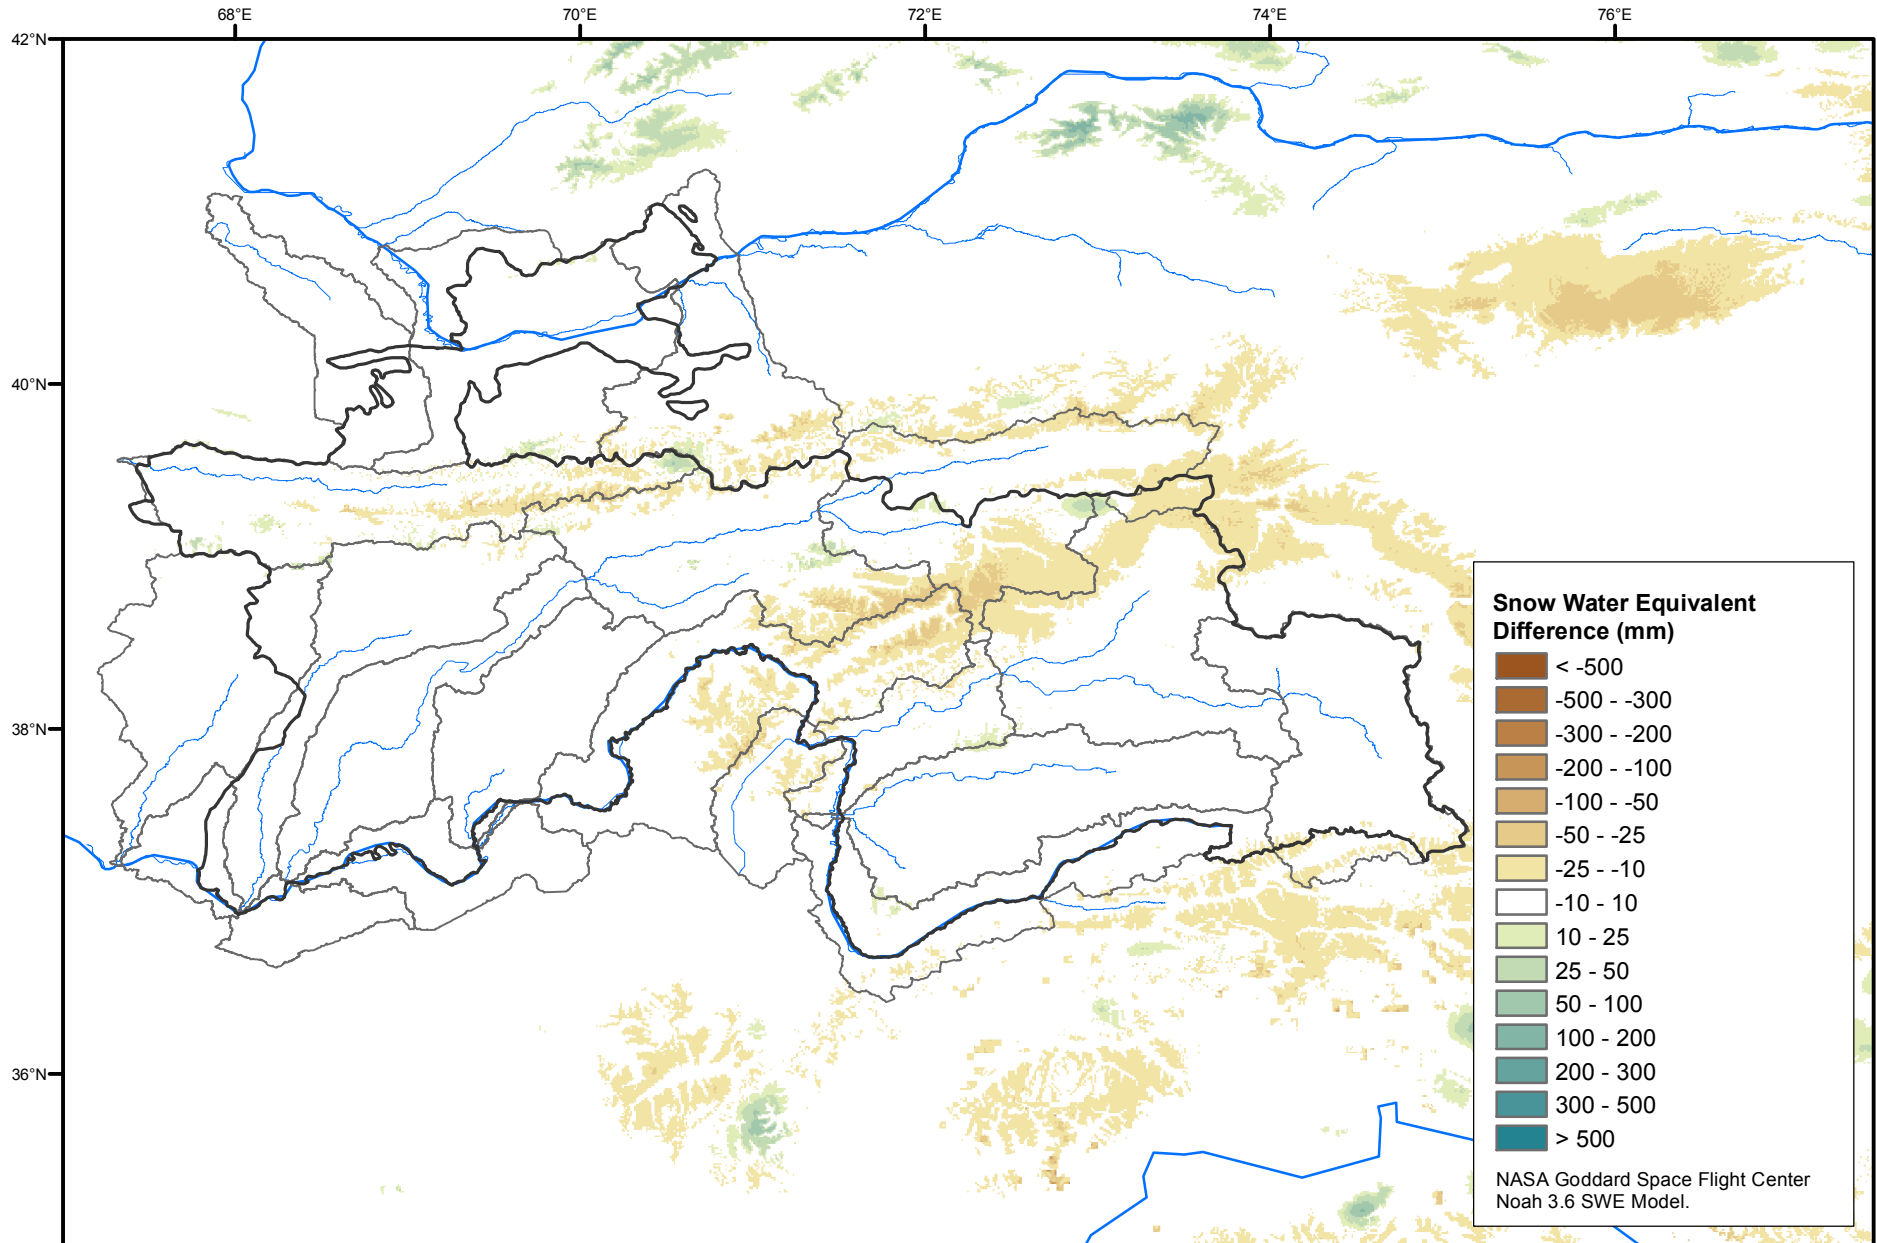 68°E 70°E 72°E 74°E 76°E
42°N
40°N
38°N
36°N
Snow Water Equivalent
Difference (mm)
< -500
-500 - -300
-300 - -200
-200 - -100
-100 - -50
-50 - -25
-25 - -10
-10 - 10
10 - 25
25 - 50
50 - 100
100 - 200
200 - 300
300 - 500
> 500
NASA Goddard Space Flight Center
Noah 3.6 SWE Model.